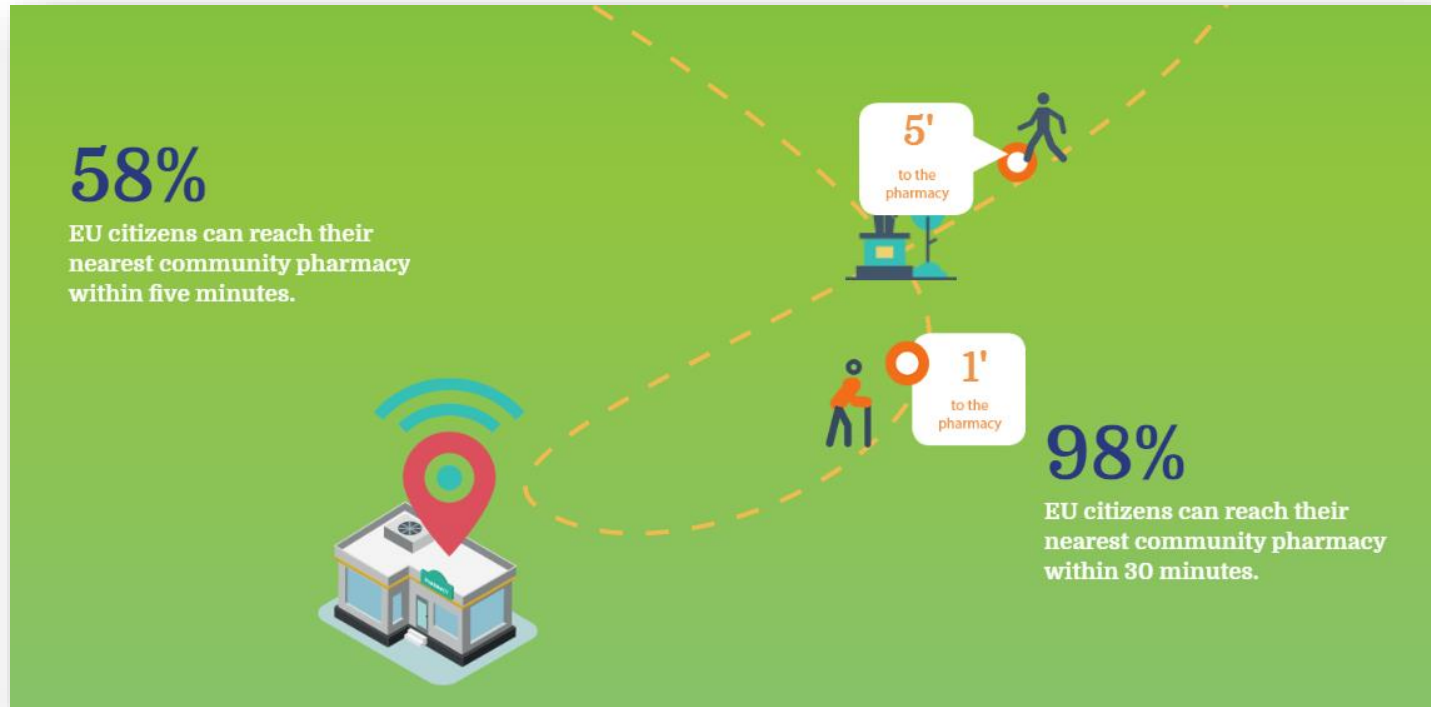 58%
EU citizens can reach their
nearest community pharmacy
within five minutes.
5'
to the
pharmacy
1'
to the
pharmacy
98%
EU citizens can reach their
nearest community pharmacy
within 30 minutes.